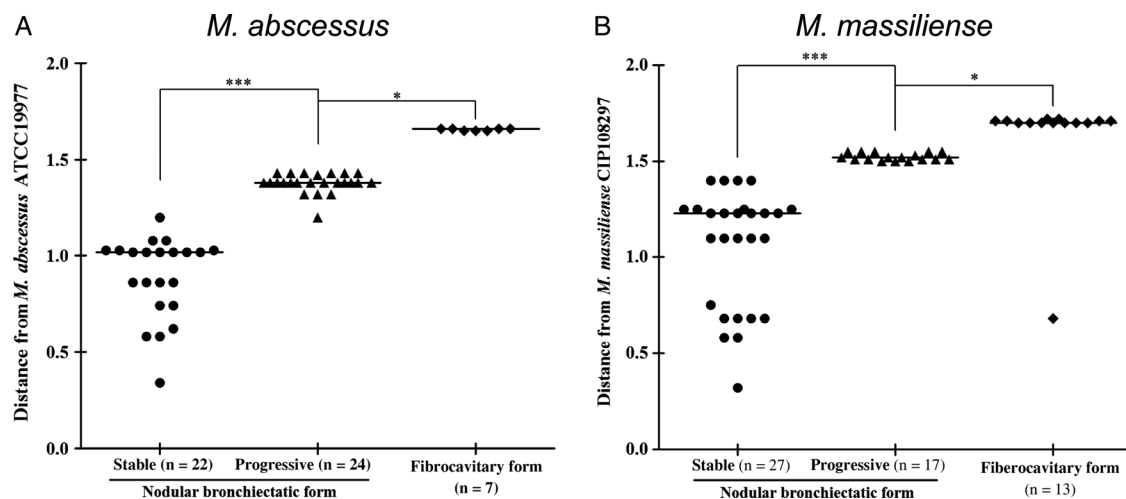 A
M. abscessus
Distance from M. abscessus ATCC19977
2.0
1.5
1.0
0.5
0.0
***
*
Stable (n = 22)
Progressive (n = 24)
Fibrocavitary form
(n = 7)
Nodular bronchiectatic form
B
M. massiliense
Distance from M. massiliense CIP108297
2.0
1.5
1.0
0.5
0.0
***
*
Stable (n = 27)
Progressive (n = 17)
Fiberocavitary form
(n = 13)
Nodular bronchiectatic form